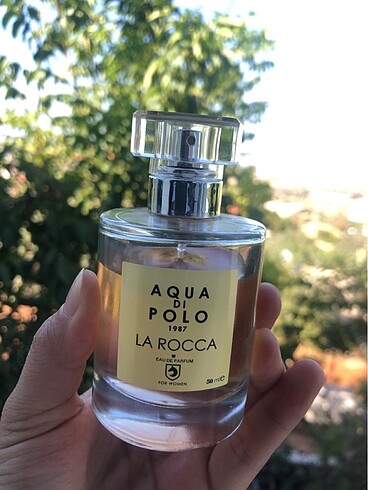 AQUA
DI
POLO
1987
LA ROCCA
EAU DE PARFUM
FOR WOMEN
50 ml ℮